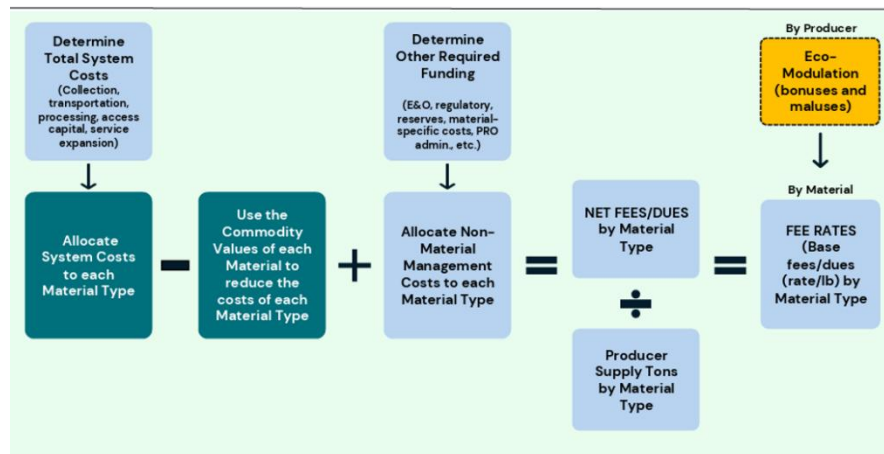 Determine
Total System
Costs
(Collection,
transportation,
processing, access
capital, service
expansion)
Determine
Other Required
Funding
(E&O, regulatory,
reserves, material-
specific costs, PRO
admin., etc.)
By Producer
Eco-
Modulation
(bonuses and
maluses)
Allocate
System Costs
to each
Material Type
−
Use the
Commodity
Values of each
Material to
reduce the
costs of each
Material Type
+
Allocate Non-
Material
Management
Costs to each
Material Type
=
NET FEES/DUES
by Material
Type
÷
Producer
Supply Tons
by Material
Type
=
By Material
FEE RATES
(Base
fees/dues
(rate/lb) by
Material Type